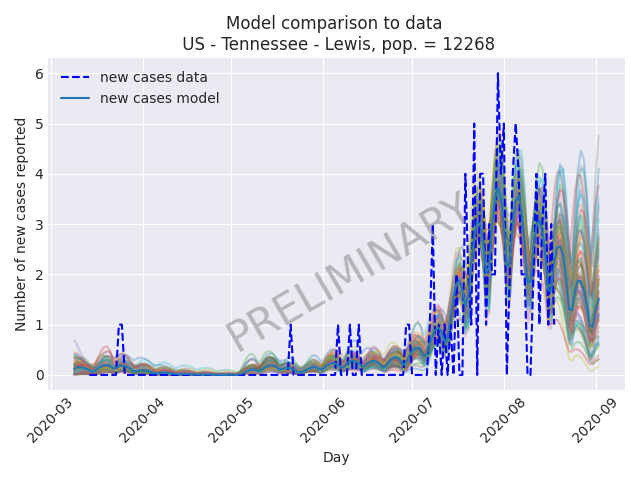 Model comparison to data
US - Tennessee - Lewis, pop. = 12268
new cases data
new cases model
PRELIMINARY
Number of new cases reported
6
5
4
3
2
1
0
2020-03
2020-04
2020-05
2020-06
2020-07
2020-08
2020-09
Day